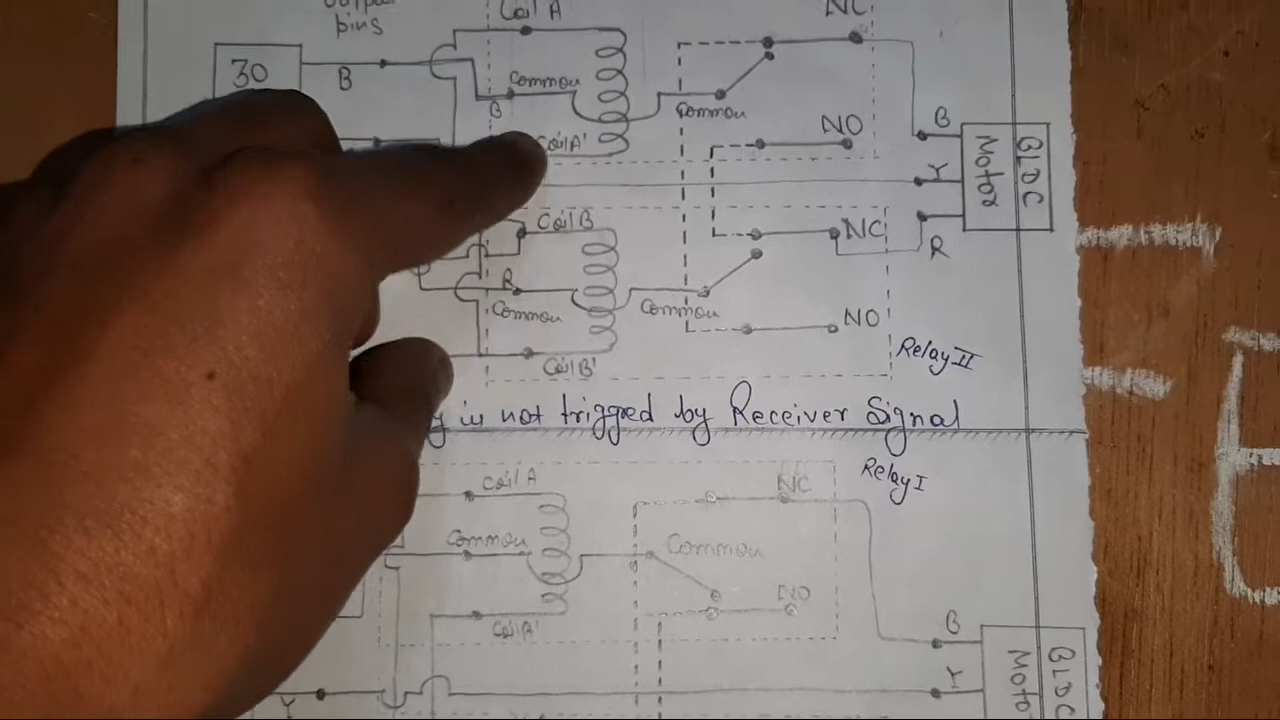 Coil A
NC
pins
30
B
Common
B
Common
Coil A'
NO
B
Y
R
BLDC
Motor
Coil B
NC
R
Common
Common
NO
Coil B'
Relay II
is not trigged by Receiver Signal
Relay I
Coil A
NC
Common
Common
NO
Coil A'
B
Y
Y
BLDC